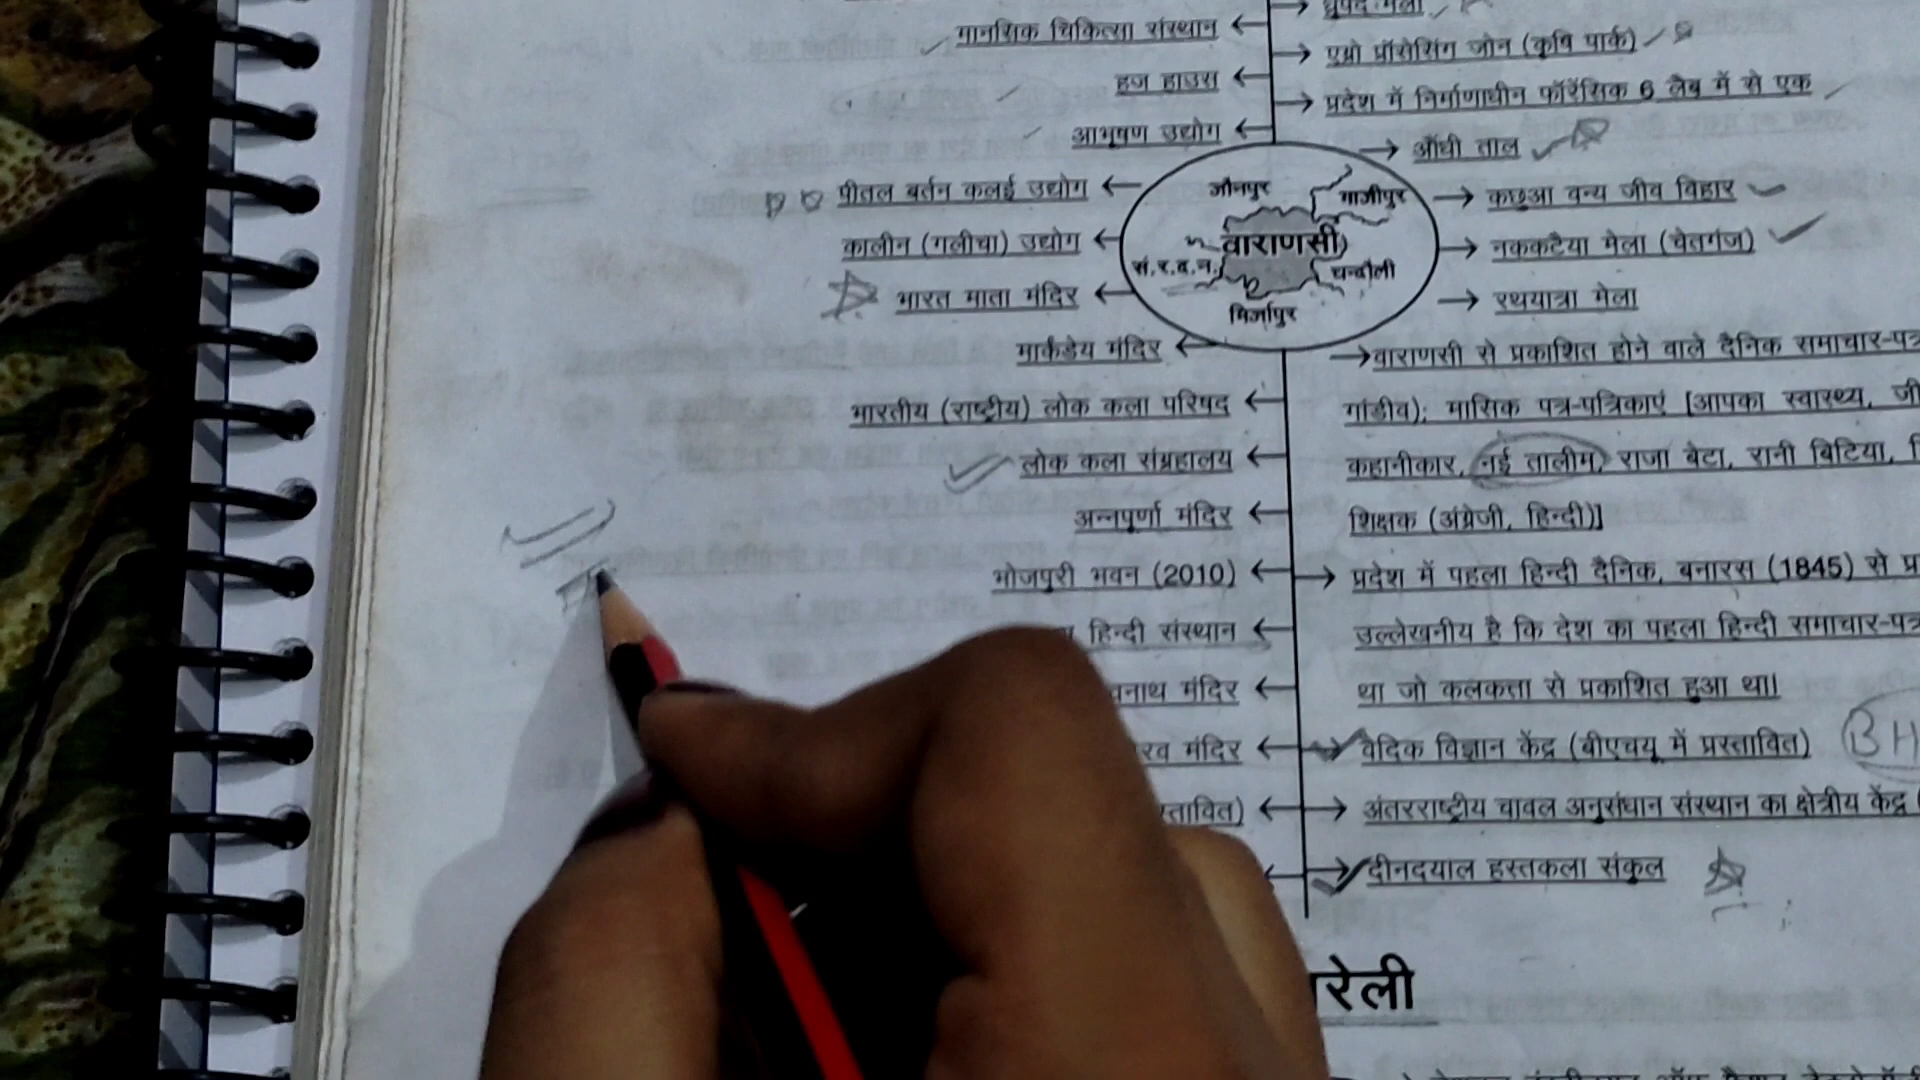 मानसिक चिकित्सा संस्थान
एग्रो प्रॉसेसिंग जोन (कृषि पार्क)
हज हाउस
प्रदेश में निर्माणाधीन फॉरेंसिक 6 लैब में से एक
आभूषण उद्योग
औंधी ताल
पीतल बर्तन कलई उद्योग
कछुआ वन्य जीव विहार
कालीन (गलीचा) उद्योग
नककटैया मेला (चेतगंज)
भारत माता मंदिर
रथयात्रा मेला
जौनपुर
गाजीपुर
वाराणसी
सं.र.द.न.
चन्दौली
मिर्जापुर
मार्कंडेय मंदिर
वाराणसी से प्रकाशित होने वाले दैनिक समाचार-पत्र
भारतीय (राष्ट्रीय) लोक कला परिषद
गांडीव); मासिक पत्र-पत्रिकाएं [आपका स्वास्थ्य,
लोक कला संग्रहालय
कहानीकार, नई तालीम, राजा बेटा, रानी बिटिया,
अन्नपूर्णा मंदिर
शिक्षक (अंग्रेजी, हिन्दी)]
भोजपुरी भवन (2010)
प्रदेश में पहला हिन्दी दैनिक, बनारस (1845) से
हिन्दी संस्थान
उल्लेखनीय है कि देश का पहला हिन्दी समाचार-पत्र
मंदिर
था जो कलकत्ता से प्रकाशित हुआ था।
मंदिर
वैदिक विज्ञान केंद्र (बीएचयू में प्रस्तावित)
BH
अंतरराष्ट्रीय चावल अनुसंधान संस्थान का क्षेत्रीय केंद्र
दीनदयाल हस्तकला संकुल
रेली